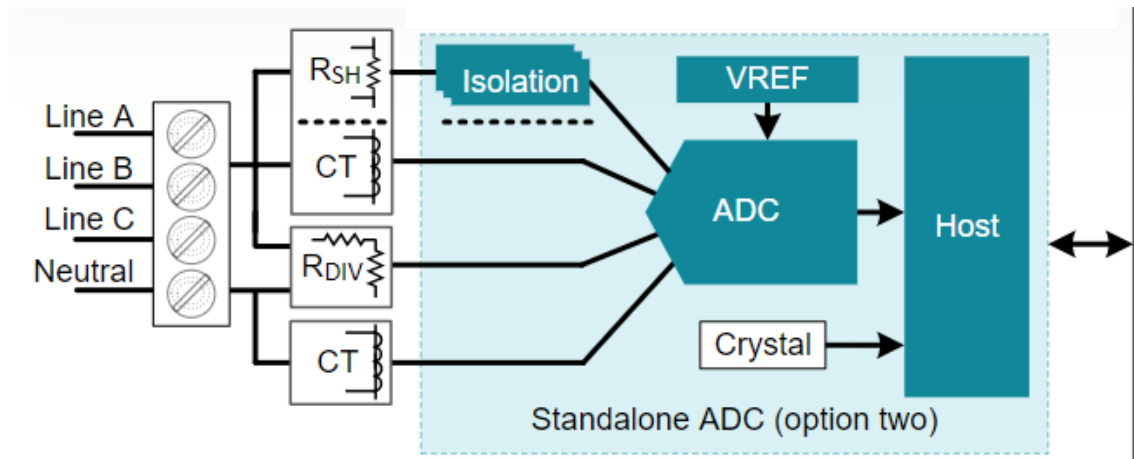 Line A
Line B
Line C
Neutral
RSH
CT
RDIV
CT
Isolation
VREF
ADC
Host
Crystal
Standalone ADC (option two)